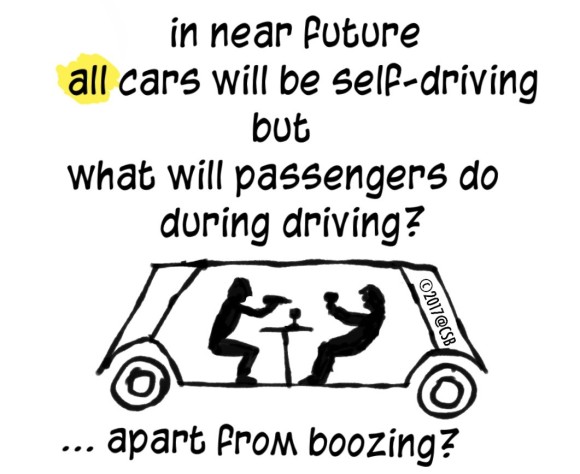 in near future
all cars will be self-driving
but
what will passengers do
during driving?
©2017@CSB
... apart from boozing?